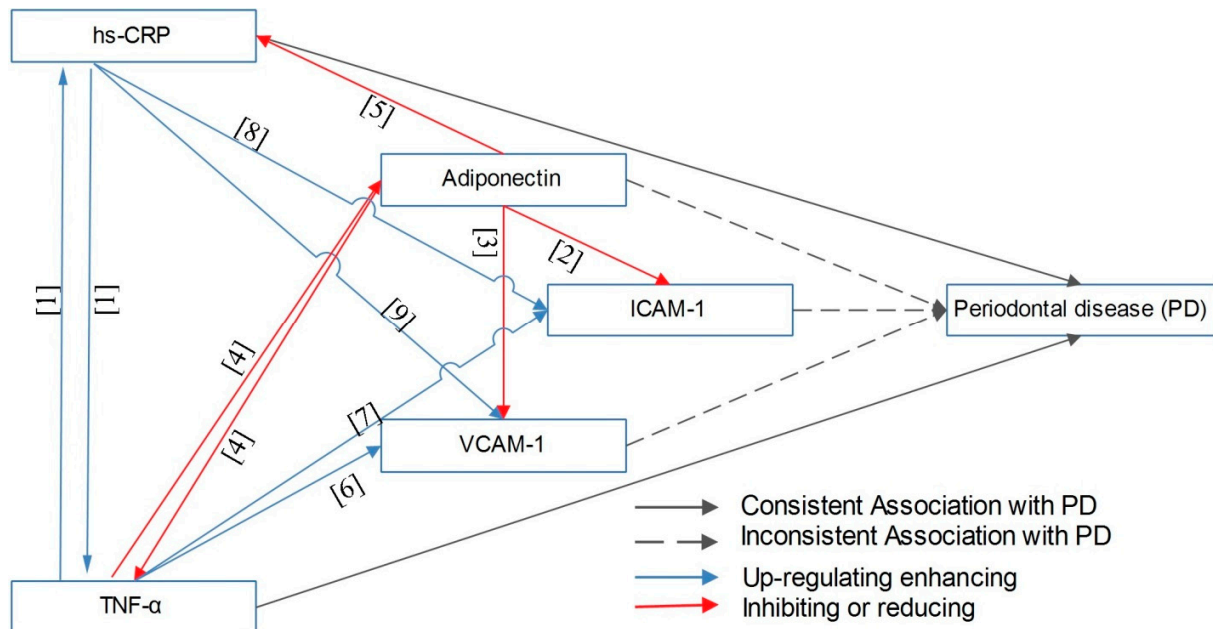 hs-CRP
[5]
[8]
Adiponectin
[3]
[2]
[1]
[1]
[9]
ICAM-1
Periodontal disease (PD)
[4]
[4]
[7]
VCAM-1
[6]
Consistent Association with PD
Inconsistent Association with PD
Up-regulating enhancing
Inhibiting or reducing
TNF-α